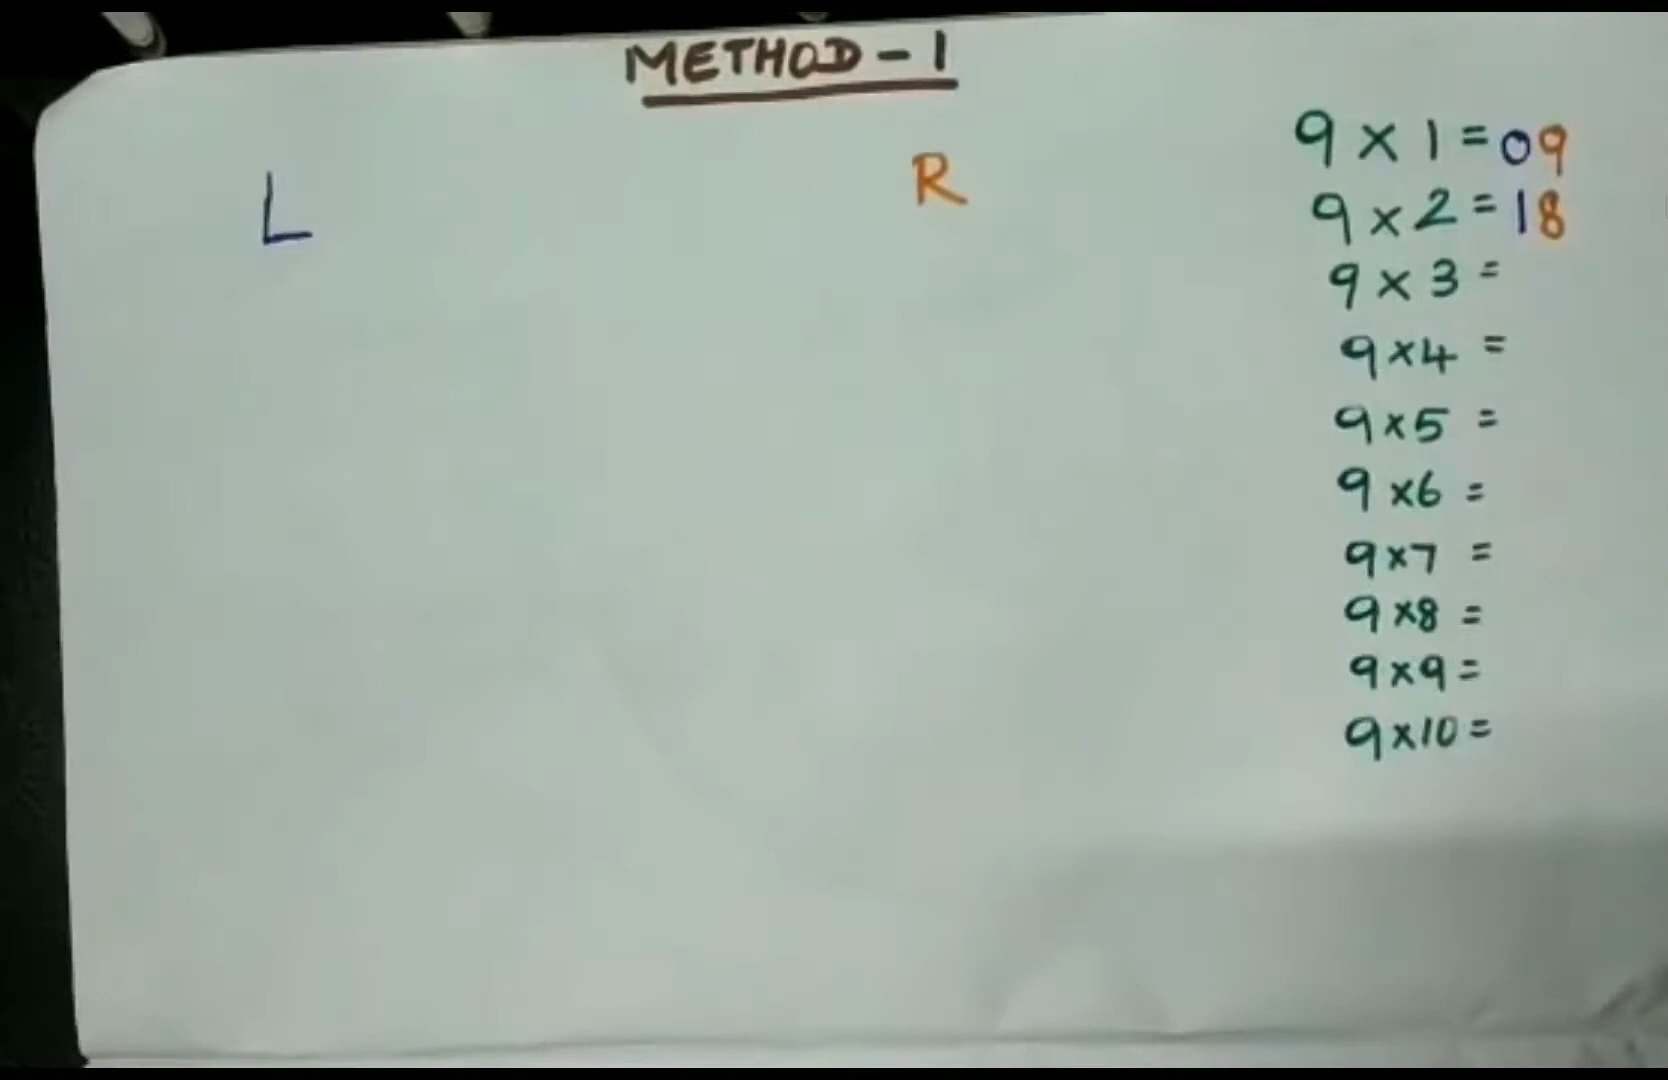 METHOD - 1
L
R
9 x 1 = 09
9 x 2 = 18
9 x 3 =
9 x 4 =
9 x 5 =
9 x 6 =
9 x 7 =
9 x 8 =
9 x 9 =
9 x 10 =